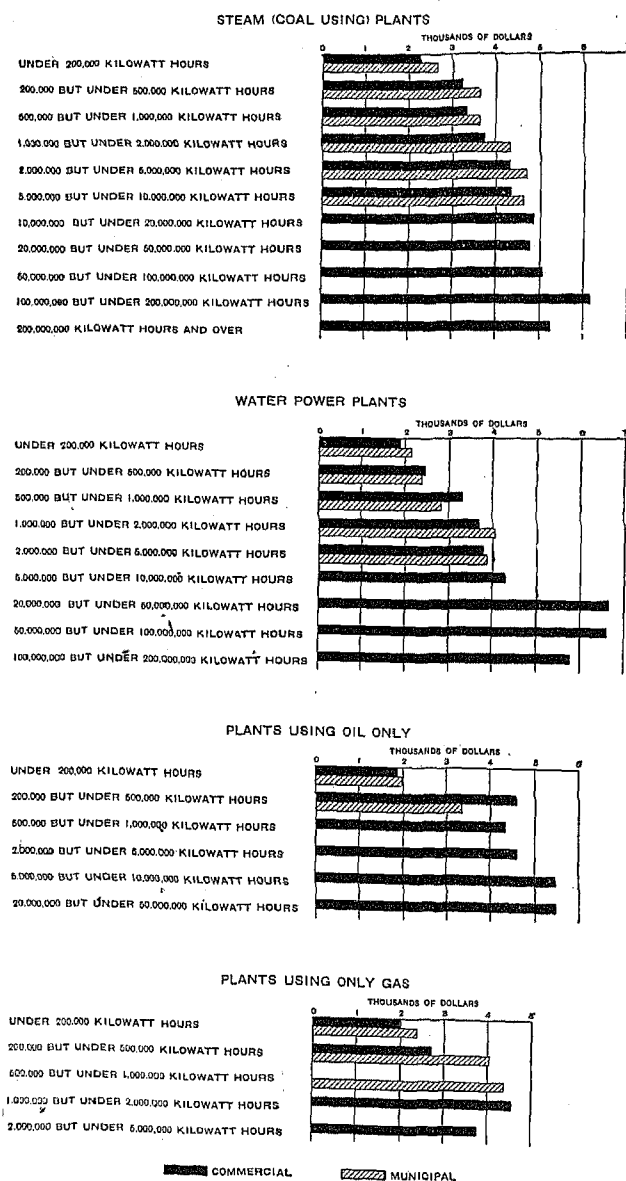 STEAM (COAL USING) PLANTS
THOUSANDS OF DOLLARS
0 1 2 3 4 5 6
UNDER 200,000 KILOWATT HOURS
200,000 BUT UNDER 500,000 KILOWATT HOURS
500,000 BUT UNDER 1,000,000 KILOWATT HOURS
1,000,000 BUT UNDER 2,000,000 KILOWATT HOURS
2,000,000 BUT UNDER 5,000,000 KILOWATT HOURS
5,000,000 BUT UNDER 10,000,000 KILOWATT HOURS
10,000,000 BUT UNDER 20,000,000 KILOWATT HOURS
20,000,000 BUT UNDER 50,000,000 KILOWATT HOURS
50,000,000 BUT UNDER 100,000,000 KILOWATT HOURS
100,000,000 BUT UNDER 200,000,000 KILOWATT HOURS
200,000,000 KILOWATT HOURS AND OVER
WATER POWER PLANTS
THOUSANDS OF DOLLARS
0 1 2 3 4 5 6 7
UNDER 200,000 KILOWATT HOURS
200,000 BUT UNDER 500,000 KILOWATT HOURS
500,000 BUT UNDER 1,000,000 KILOWATT HOURS
1,000,000 BUT UNDER 2,000,000 KILOWATT HOURS
2,000,000 BUT UNDER 5,000,000 KILOWATT HOURS
5,000,000 BUT UNDER 10,000,000 KILOWATT HOURS
20,000,000 BUT UNDER 50,000,000 KILOWATT HOURS
50,000,000 BUT UNDER 100,000,000 KILOWATT HOURS
100,000,000 BUT UNDER 200,000,000 KILOWATT HOURS
PLANTS USING OIL ONLY
THOUSANDS OF DOLLARS
0 1 2 3 4 5 6
UNDER 200,000 KILOWATT HOURS
200,000 BUT UNDER 500,000 KILOWATT HOURS
500,000 BUT UNDER 1,000,000 KILOWATT HOURS
2,000,000 BUT UNDER 5,000,000 KILOWATT HOURS
5,000,000 BUT UNDER 10,000,000 KILOWATT HOURS
20,000,000 BUT UNDER 50,000,000 KILOWATT HOURS
PLANTS USING ONLY GAS
THOUSANDS OF DOLLARS
0 1 2 3 4 5
UNDER 200,000 KILOWATT HOURS
200,000 BUT UNDER 500,000 KILOWATT HOURS
500,000 BUT UNDER 1,000,000 KILOWATT HOURS
1,000,000 BUT UNDER 2,000,000 KILOWATT HOURS
2,000,000 BUT UNDER 5,000,000 KILOWATT HOURS
COMMERCIAL MUNICIPAL